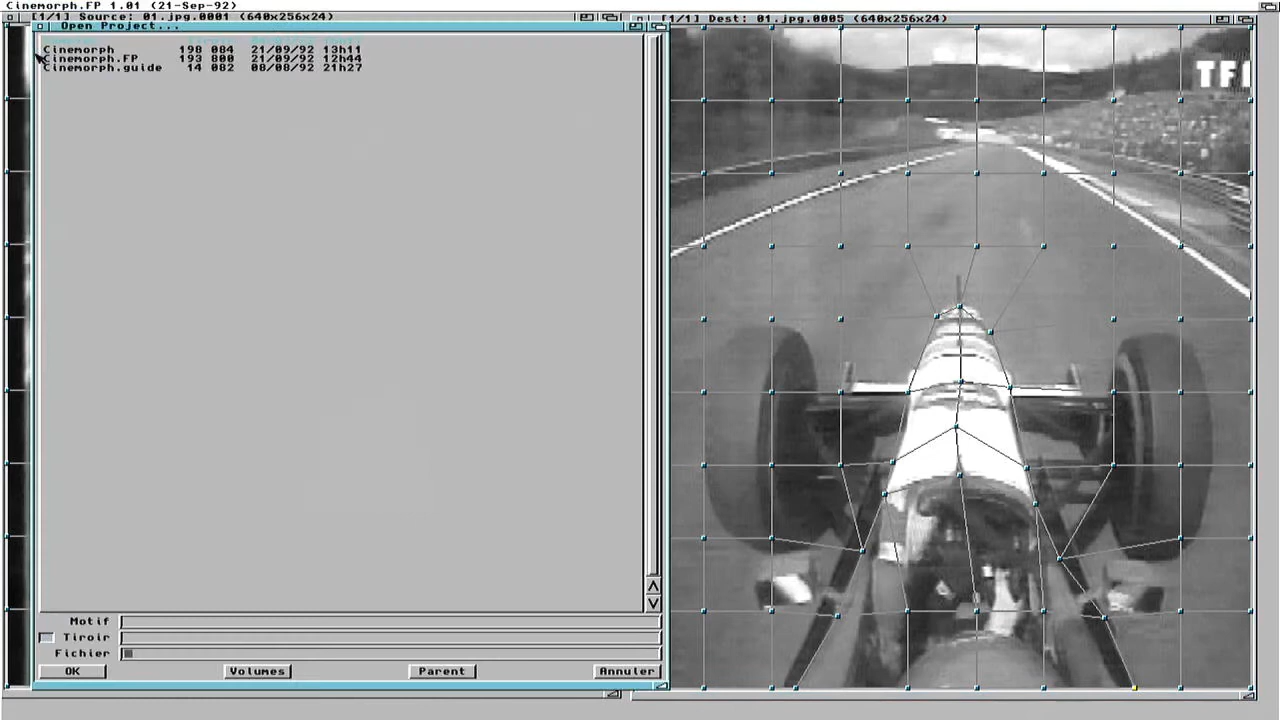 Cinemorph.FP 1.01 (21-Sep-92)
[1/1] Source: 01.jpg.0001 (640x256x24)
[1/1] Dest: 01.jpg.0005 (640x256x24)
Open Project...
Cinemorph 198 084 21/09/92 13h11
Cinemorph.FP 193 800 21/09/92 12h44
Cinemorph.guide 14 082 08/08/92 21h27
TF1
Motif
Tiroir
Fichier
OK Volumes Parent Annuler